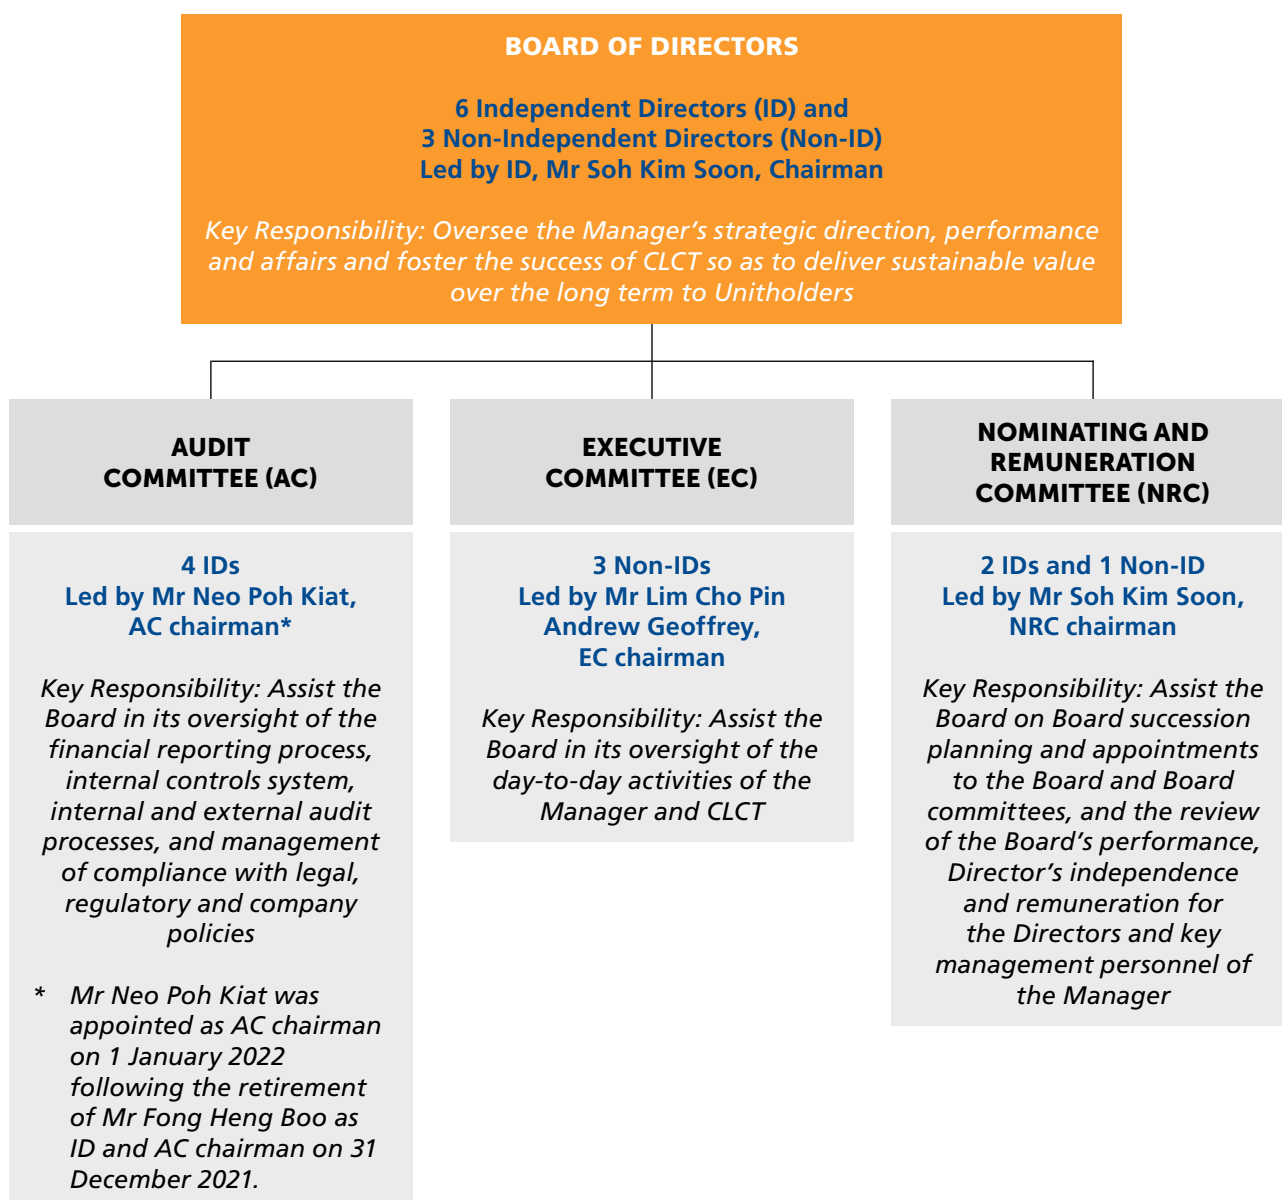 BOARD OF DIRECTORS
6 Independent Directors (ID) and
3 Non-Independent Directors (Non-ID)
Led by ID, Mr Soh Kim Soon, Chairman
Key Responsibility: Oversee the Manager’s strategic direction, performance
and affairs and foster the success of CLCT so as to deliver sustainable value
over the long term to Unitholders
AUDIT
COMMITTEE (AC)
4 IDs
Led by Mr Neo Poh Kiat,
AC chairman*
Key Responsibility: Assist the
Board in its oversight of the
financial reporting process,
internal controls system,
internal and external audit
processes, and management
of compliance with legal,
regulatory and company
policies
* Mr Neo Poh Kiat was
appointed as AC chairman
on 1 January 2022
following the retirement
of Mr Fong Heng Boo as
ID and AC chairman on 31
December 2021.
EXECUTIVE
COMMITTEE (EC)
3 Non-IDs
Led by Mr Lim Cho Pin
Andrew Geoffrey,
EC chairman
Key Responsibility: Assist the
Board in its oversight of the
day-to-day activities of the
Manager and CLCT
NOMINATING AND
REMUNERATION
COMMITTEE (NRC)
2 IDs and 1 Non-ID
Led by Mr Soh Kim Soon,
NRC chairman
Key Responsibility: Assist the
Board on Board succession
planning and appointments
to the Board and Board
committees, and the review
of the Board’s performance,
Director’s independence
and remuneration for
the Directors and key
management personnel of
the Manager